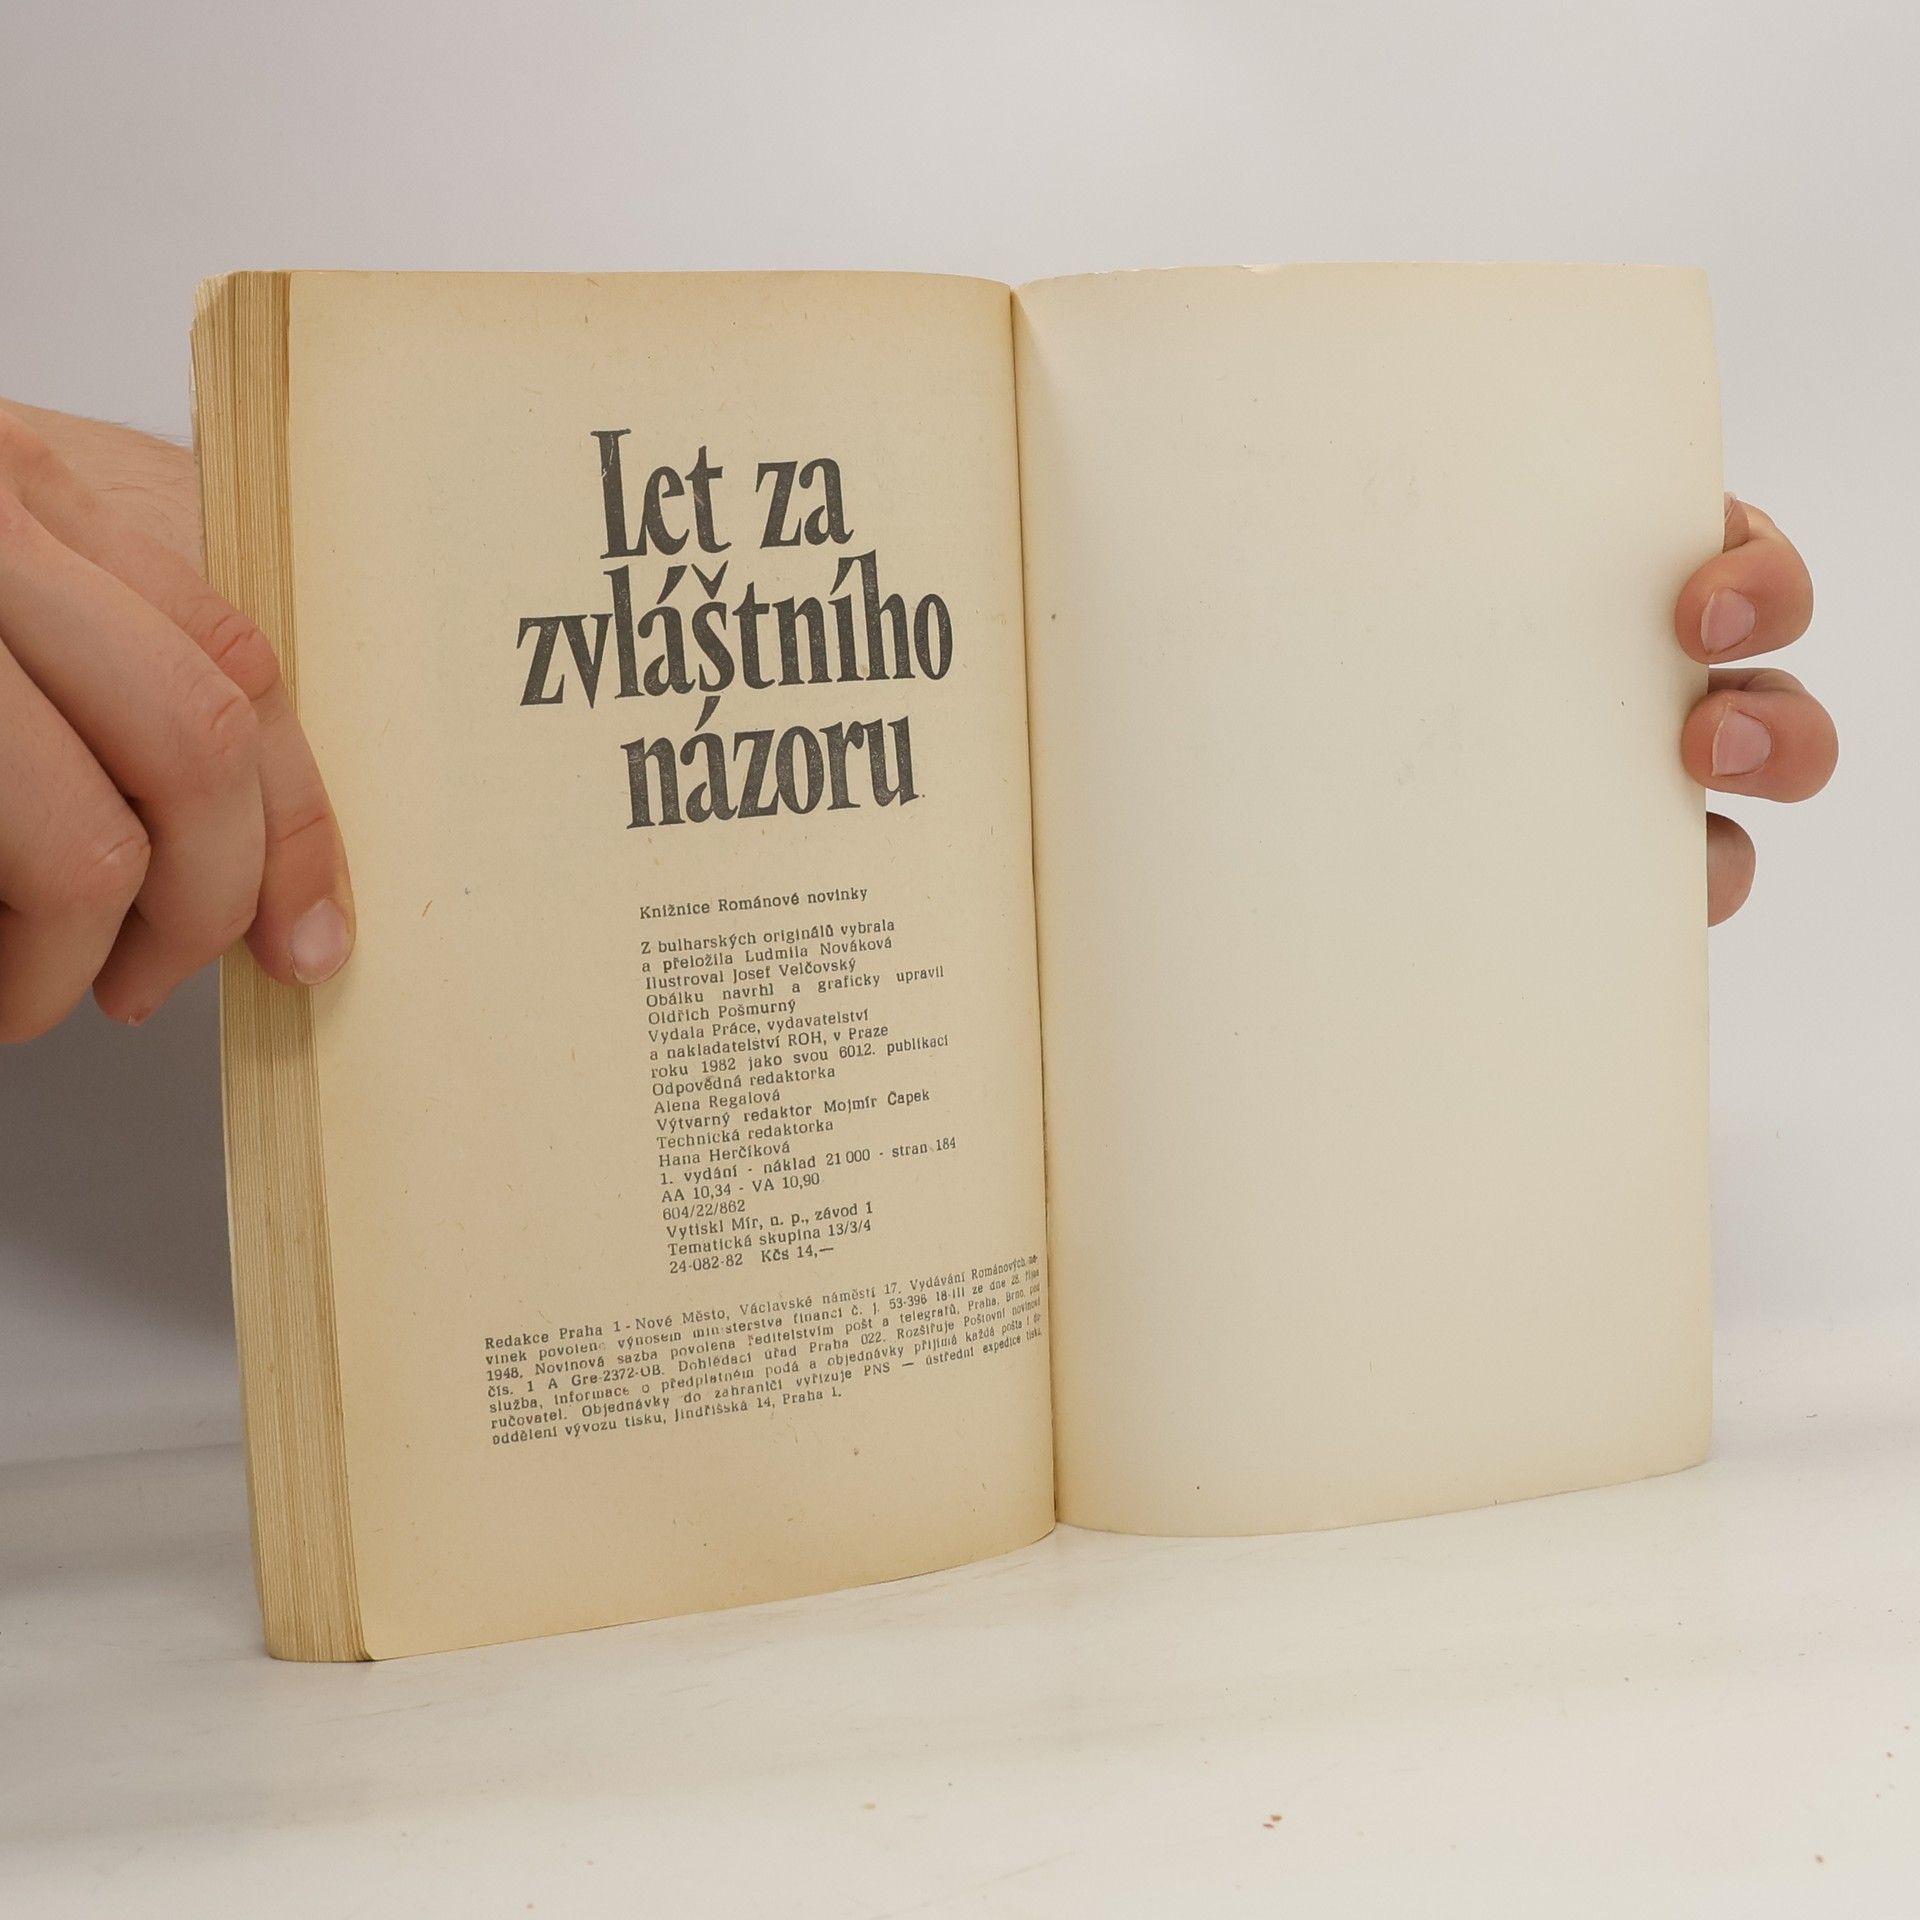 Let za
zvláštního
názoru
Knižnice Románové novinky
Z bulharských originálů vybrala
a přeložila Ludmila Nováková
Ilustroval Josef Velčovský
Obálku navrhl a graficky upravil
Oldřich Pošmurný
Vydala Práce, vydavatelství
a nakladatelství ROH, v Praze
roku 1982 jako svou 6012. publikaci
Odpovědná redaktorka
Alena Regalová
Výtvarný redaktor Mojmír Čapek
Technická redaktorka
Hana Herčíková
1. vydání - náklad 21 000 - stran 184
AA 10,34 - VA 10,90
604/22/862
Vytiskl Mír, n. p., závod 1
Tematická skupina 13/3/4
24-082-82 Kčs 14,—
Redakce Praha 1 - Nové Město, Václavské náměstí 17. Vydávání Románových no-
vinek povoleno výnosem ministerstva financí č. j. 53-396 18-III ze dne 28. října
1948. Novinová sazba povolena ředitelstvím pošt a telegrafů, Praha, Brno, pod
čís. 1 A Gre-2372-OB. Dohlédací úřad Praha 022. Rozšiřuje Poštovní novinová
služba, informace o předplatném podá a objednávky přijímá každá pošta i do-
ručovatel. Objednávky do zahraničí vyřizuje PNS — ústřední expedice tisku,
oddělení vývozu tisku, Jindřišská 14, Praha 1.